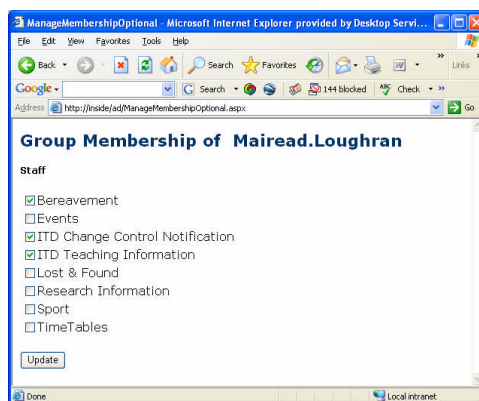 ManageMembershipOptional - Microsoft Internet Explorer provided by Desktop Servi...
File Edit View Favorites Tools Help
Back Search Favorites W »
Links
Google G Search 144 blocked ABC Check »
Address http://inside/ad/ManageMembershipOptional.aspx Go
Group Membership of Mairead.Loughran
Staff
Bereavement
Events
ITD Change Control Notification
ITD Teaching Information
Lost & Found
Research Information
Sport
TimeTables
Update
Done Local intranet